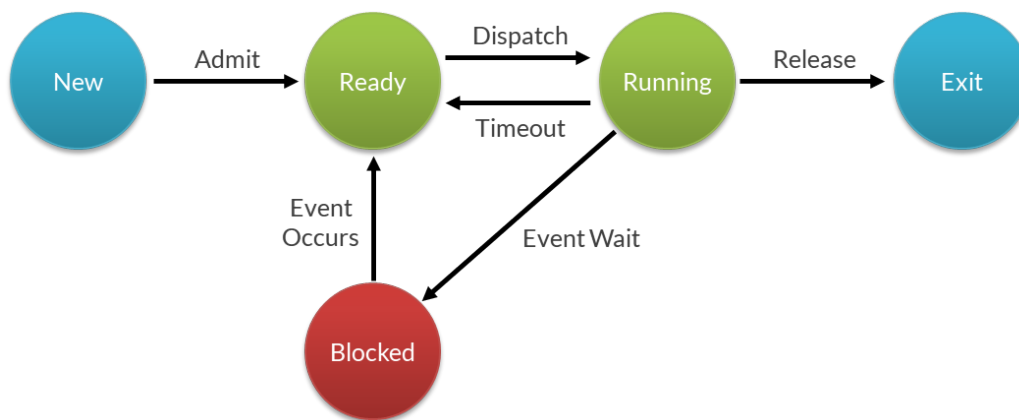 Dispatch
Admit
Release
New
Ready
Running
Exit
Timeout
Event
Occurs
Event Wait
Blocked